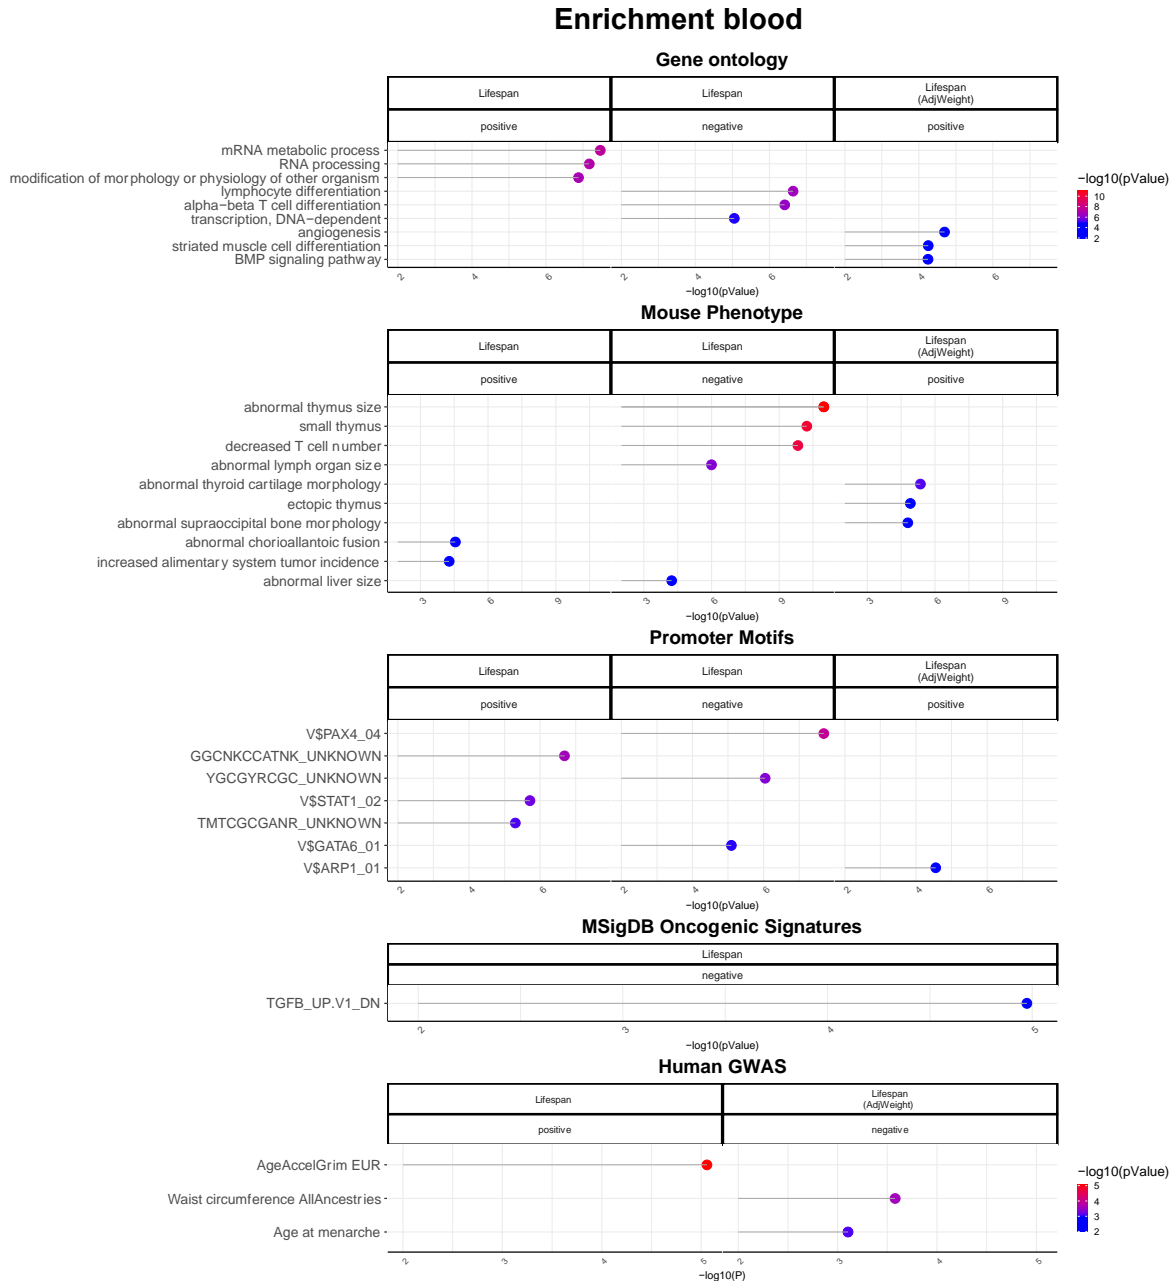 Enrichment blood
Gene ontology
Lifespan
Lifespan
Lifespan
(AdjWeight)
positive
negative
positive
mRNA metabolic process
RNA processing
modification of morphology or physiology of other organism
lymphocyte differentiation
alpha−beta T cell differentiation
transcription, DNA−dependent
angiogenesis
striated muscle cell differentiation
BMP signaling pathway
2 4 6 2 4 6 2 4 6
−log10(pValue)
−log10(pValue)
10
8
6
4
2
Mouse Phenotype
Lifespan
Lifespan
Lifespan
(AdjWeight)
positive
negative
positive
abnormal thymus size
small thymus
decreased T cell number
abnormal lymph organ size
abnormal thyroid cartilage morphology
ectopic thymus
abnormal supraoccipital bone morphology
abnormal chorioallantoic fusion
increased alimentary system tumor incidence
abnormal liver size
3 6 9 3 6 9 3 6 9
−log10(pValue)
Promoter Motifs
Lifespan
Lifespan
Lifespan
(AdjWeight)
positive
negative
positive
V$PAX4_04
GGCNKCCATNK_UNKNOWN
YGCGYRCGC_UNKNOWN
V$STAT1_02
TMTCGCGANR_UNKNOWN
V$GATA6_01
V$ARP1_01
2 4 6 2 4 6 2 4 6
−log10(pValue)
MSigDB Oncogenic Signatures
Lifespan
negative
TGFB_UP.V1_DN
2 3 4 5
−log10(pValue)
Human GWAS
Lifespan
Lifespan
(AdjWeight)
positive
negative
AgeAccelGrim EUR
Waist circumference AllAncestries
Age at menarche
2 3 4 5 2 3 4 5
−log10(P)
−log10(pValue)
5
4
3
2